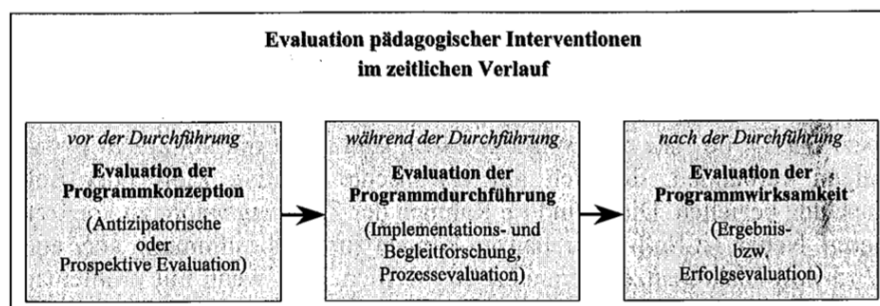 Evaluation pädagogischer Interventionen
im zeitlichen Verlauf
vor der Durchführung
Evaluation der
Programmkonzeption
(Antizipatorische
oder
Prospektive Evaluation)
während der Durchführung
Evaluation der
Programmdurchführung
(Implementations- und
Begleitforschung,
Prozessevaluation)
nach der Durchführung
Evaluation der
Programmwirksamkeit
(Ergebnis-
bzw.
Erfolgsevaluation)